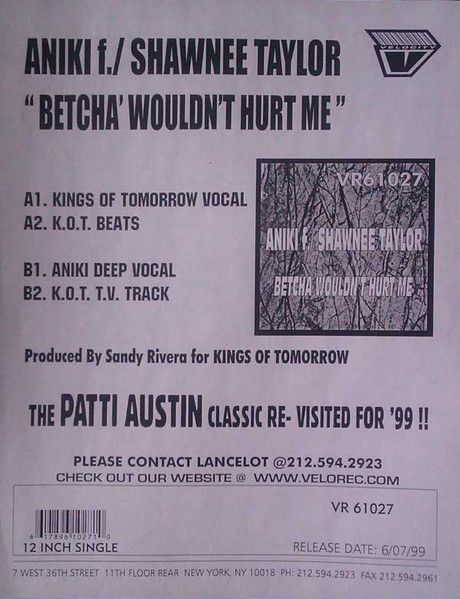 ANIKI f./ SHAWNEE TAYLOR
VELOCITY
" BETCHA' WOULDN'T HURT ME "
A1. KINGS OF TOMORROW VOCAL
A2. K.O.T. BEATS
B1. ANIKI DEEP VOCAL
B2. K.O.T. T.V. TRACK
VR61027
ANIKI f. SHAWNEE TAYLOR
BETCHA WOULDN'T HURT ME
Produced By Sandy Rivera for KINGS OF TOMORROW
THE PATTI AUSTIN CLASSIC RE- VISITED FOR '99 !!
PLEASE CONTACT LANCELOT @212.594.2923
CHECK OUT OUR WEBSITE @ WWW.VELOREC.COM
VR 61027
6 17896 10271 0
12 INCH SINGLE
RELEASE DATE: 6/07/99
7 WEST 36TH STREET 11TH FLOOR REAR NEW YORK, NY 10018 PH: 212.594.2923 FAX 212.594.2961